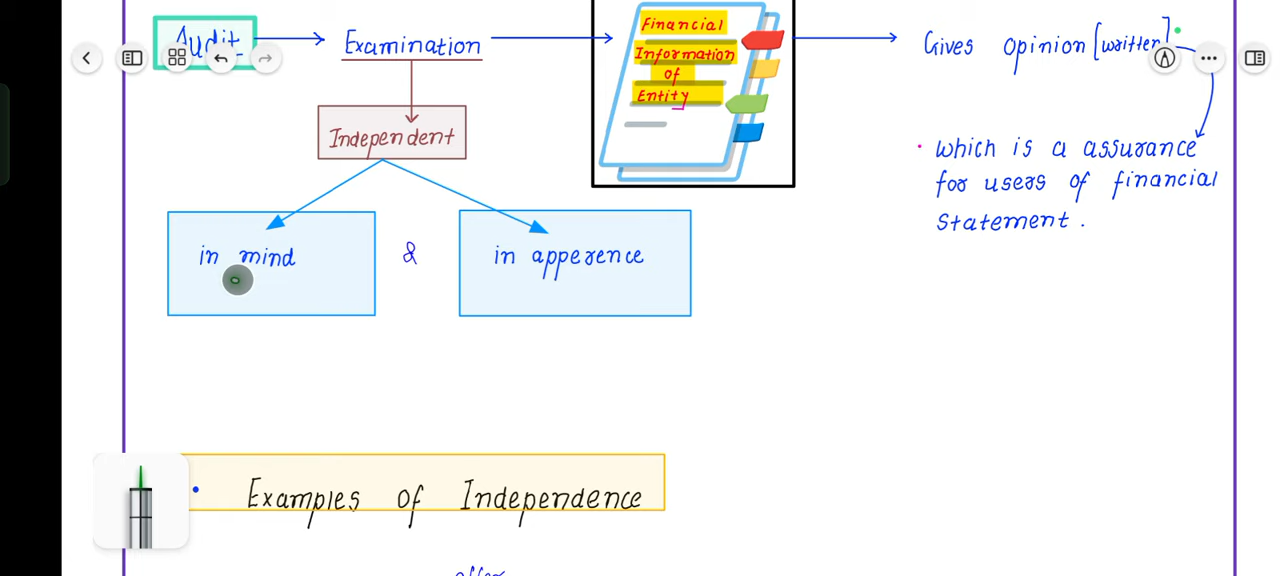 Audit
Examination
Financial
Information
of
Entity
Gives opinion [written]
Independent
• which is a assurance
for users of financial
statement.
in mind
&
in apperence
• Examples of Independence
offer